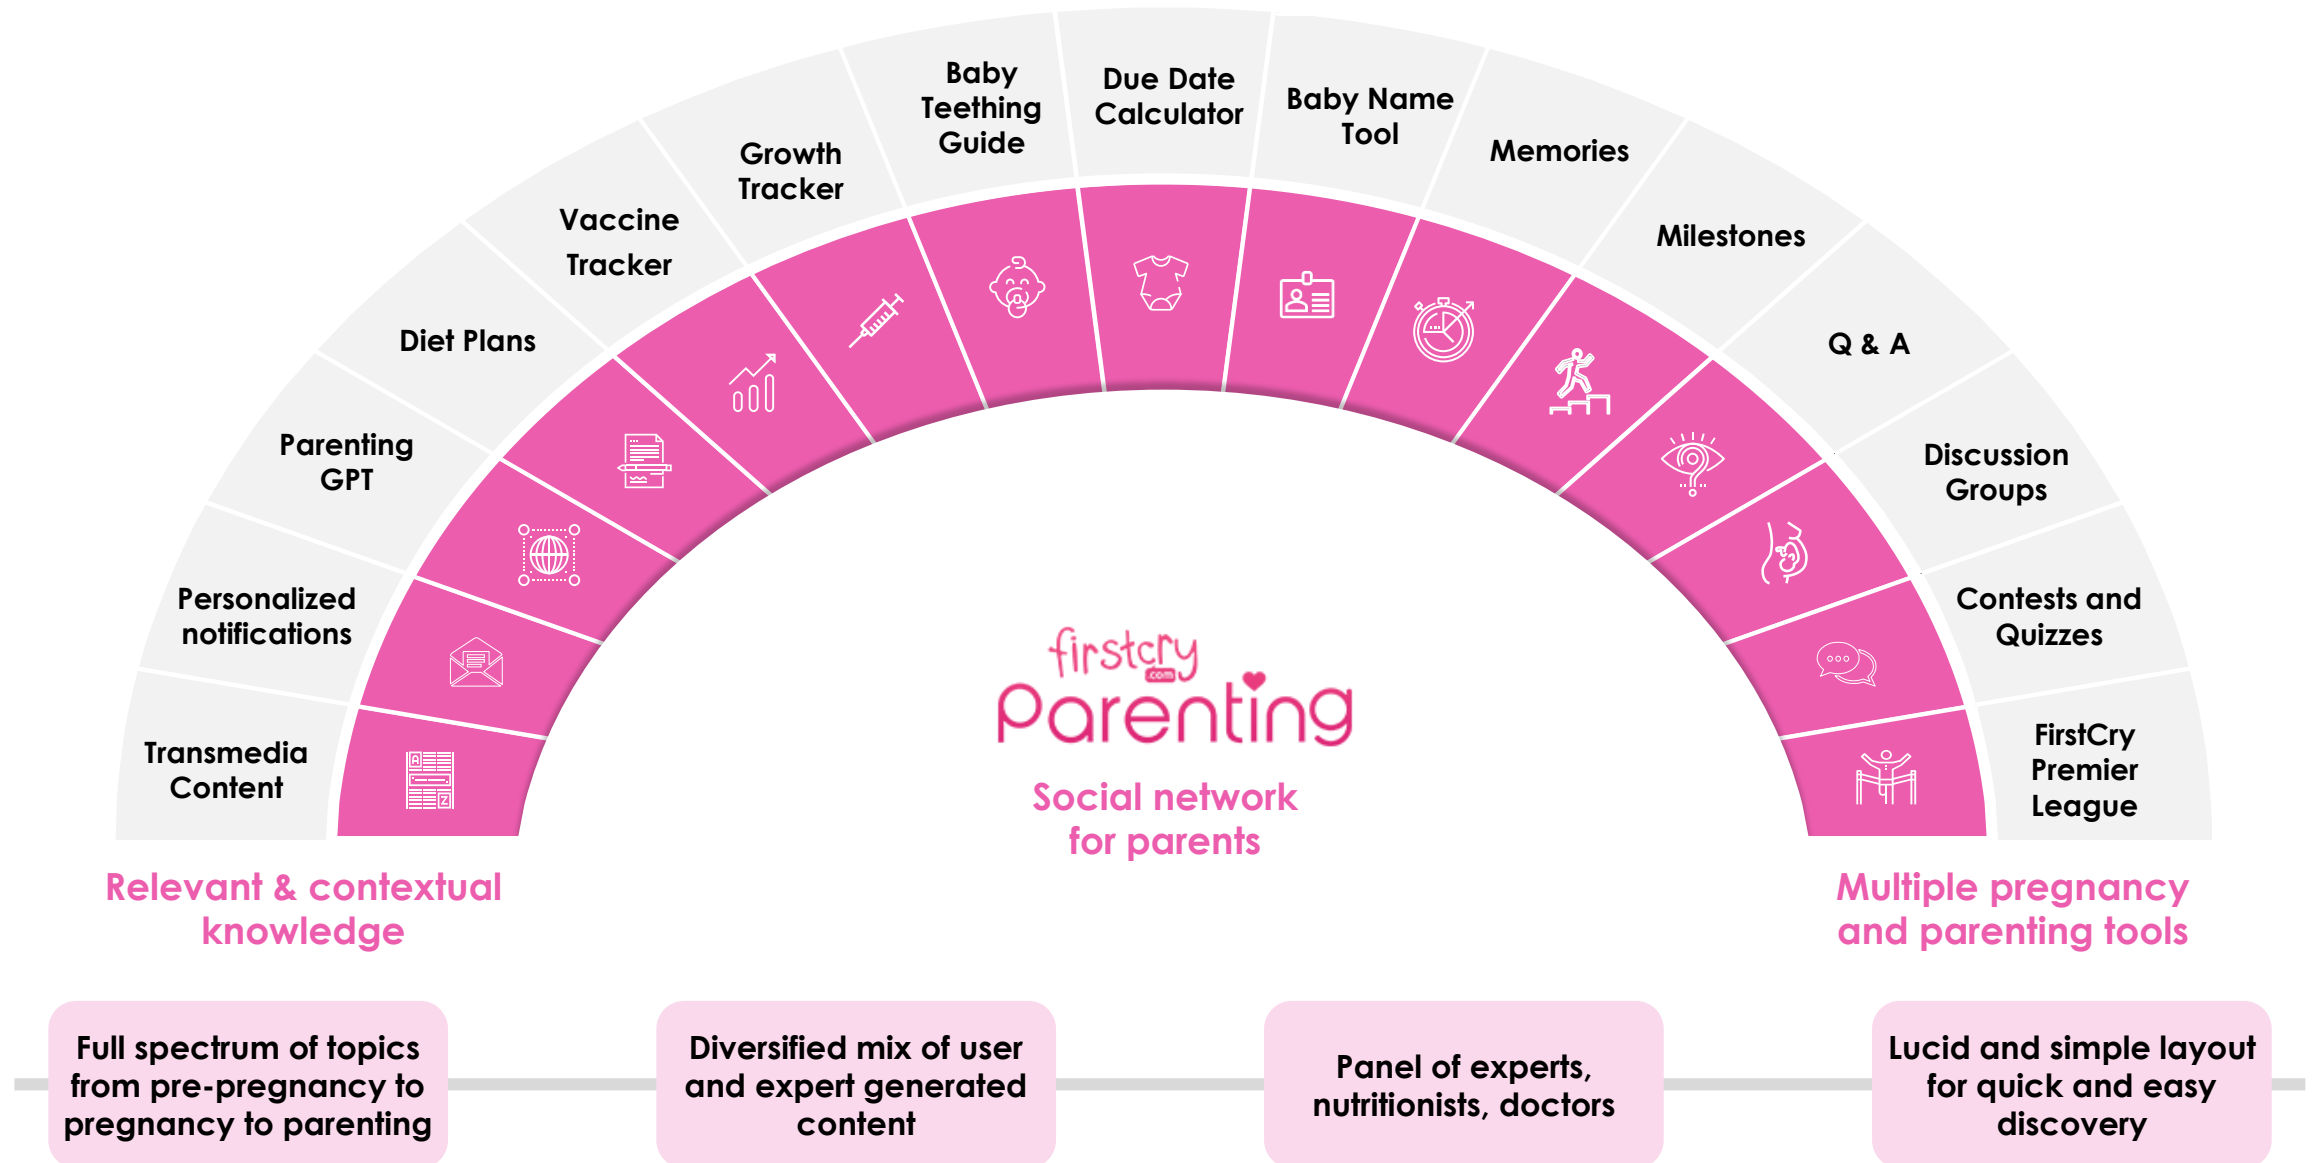 Baby
Teething
Guide
Due Date
Calculator
Baby Name
Tool
Growth
Tracker
Memories
Vaccine
Tracker
Milestones
Diet Plans
Q & A
Parenting
GPT
Discussion
Groups
Personalized
notifications
Contests and
Quizzes
Transmedia
Content
FirstCry
Premier
League
A
Z
firstcry
.com
Parenting
Social network
for parents
Relevant & contextual
knowledge
Multiple pregnancy
and parenting tools
Full spectrum of topics
from pre-pregnancy to
pregnancy to parenting
Diversified mix of user
and expert generated
content
Panel of experts,
nutritionists, doctors
Lucid and simple layout
for quick and easy
discovery